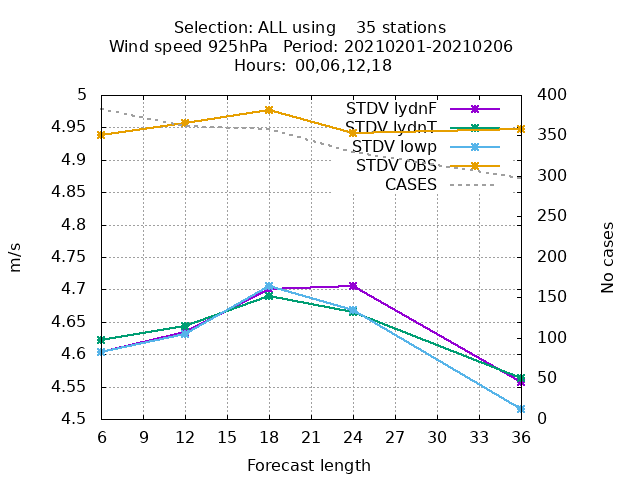 Selection: ALL using    35 stations
Wind speed 925hPa   Period: 20210201-20210206
Hours: 00,06,12,18
5
4.95
4.9
4.85
4.8
4.75
4.7
4.65
4.6
4.55
4.5
m/s
STDV lydnF
STDV lydnT
STDV lowp
STDV OBS
CASES
400
350
300
250
200
150
100
50
0
No cases
6 9 12 15 18 21 24 27 30 33 36
Forecast length